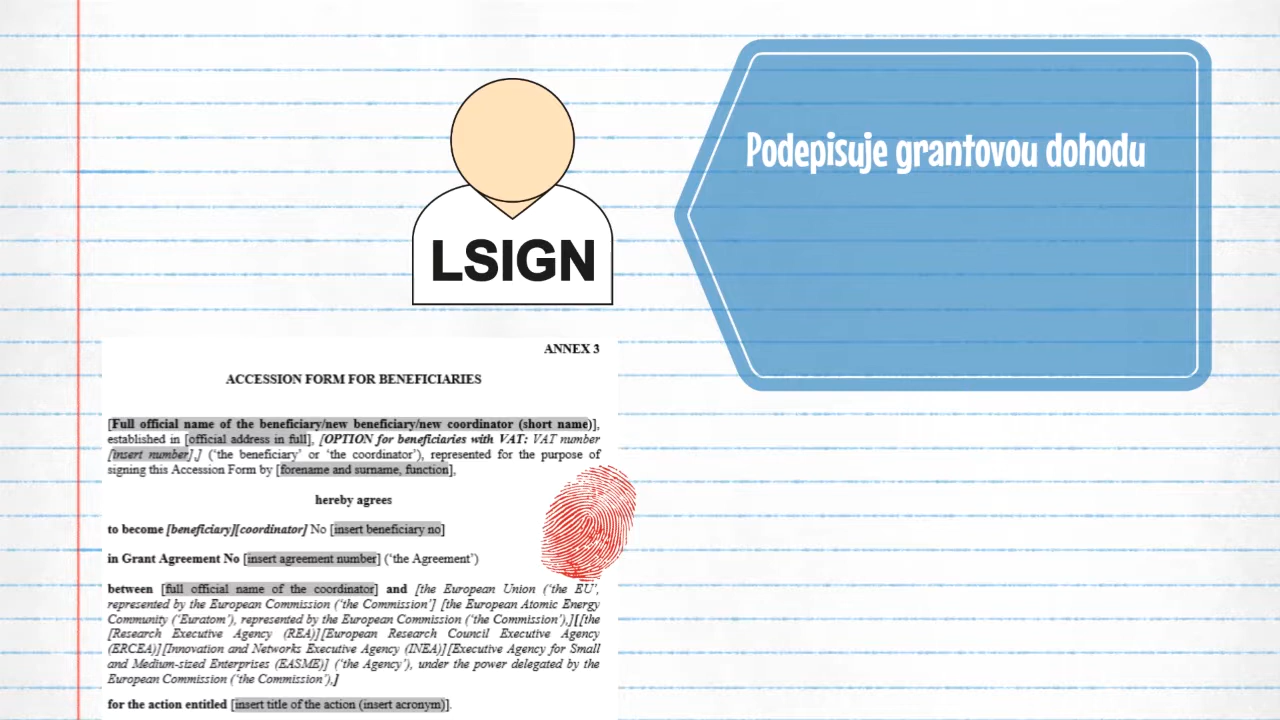 Podepisuje grantovou dohodu
LSIGN
ANNEX 3
ACCESSION FORM FOR BENEFICIARIES
[Full official name of the beneficiary/new beneficiary/new coordinator (short name)],
established in [official address in full], [OPTION for beneficiaries with VAT: VAT number
[insert number],] (‘the beneficiary’ or ‘the coordinator’), represented for the purpose of
signing this Accession Form by [forename and surname, function],
hereby agrees
to become [beneficiary][coordinator] No [insert beneficiary no]
in Grant Agreement No [insert agreement number] (‘the Agreement’)
between [full official name of the coordinator] and [the European Union (‘the EU’,
represented by the European Commission (‘the Commission’] [the European Atomic Energy
Community (‘Euratom’), represented by the European Commission (‘the Commission’),][[the
[Research Executive Agency (REA)][European Research Council Executive Agency
(ERCEA)][Innovation and Networks Executive Agency (INEA)][Executive Agency for Small
and Medium-sized Enterprises (EASME)] (‘the Agency’), under the power delegated by the
European Commission (‘the Commission’),]
for the action entitled [insert title of the action (insert acronym)].